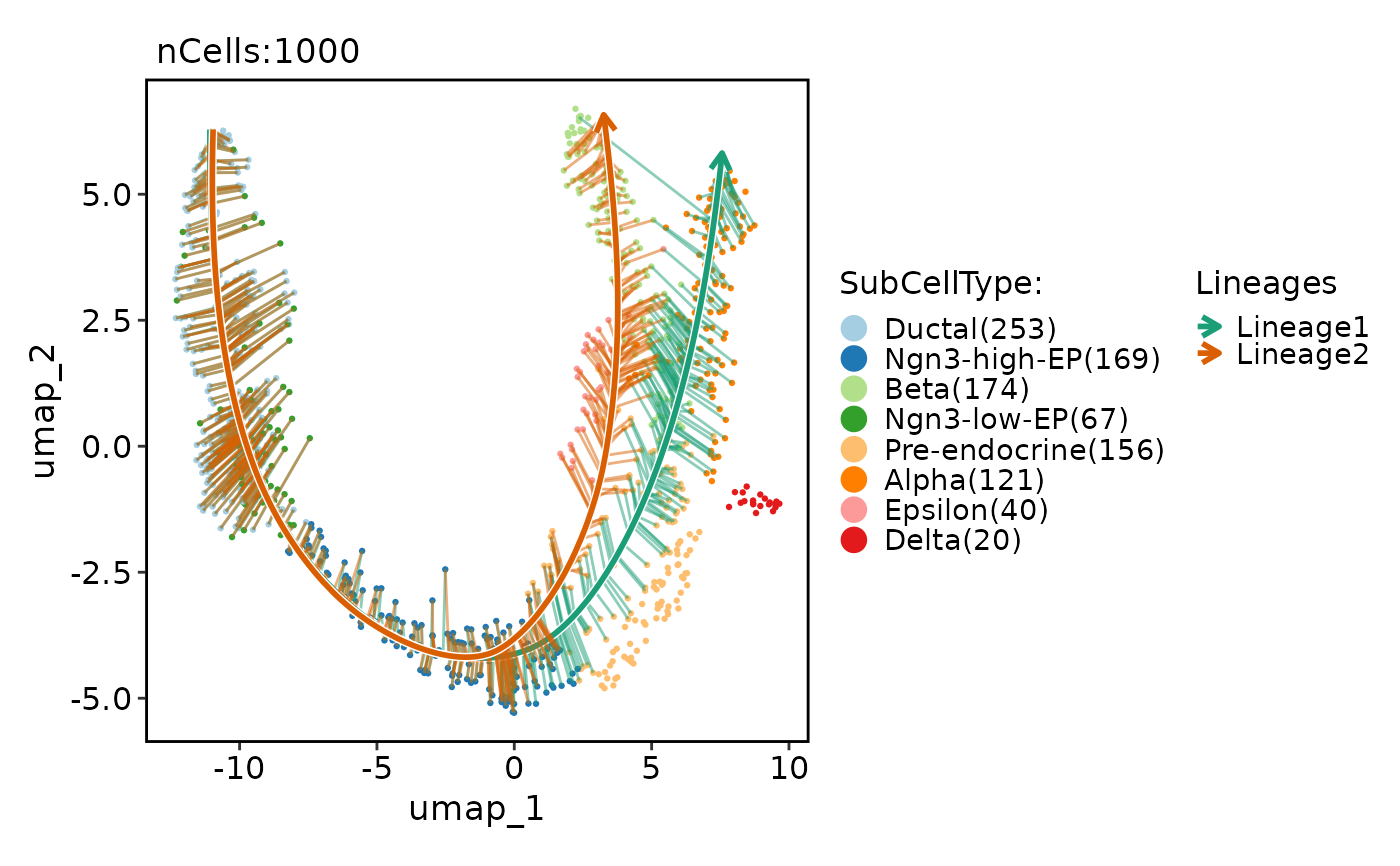 nCells:1000
umap_2
5.0
2.5
0.0
-2.5
-5.0
-10
-5
0
5
10
umap_1
SubCellType:
Ductal(253)
Ngn3-high-EP(169)
Beta(174)
Ngn3-low-EP(67)
Pre-endocrine(156)
Alpha(121)
Epsilon(40)
Delta(20)
Lineages
Lineage1
Lineage2